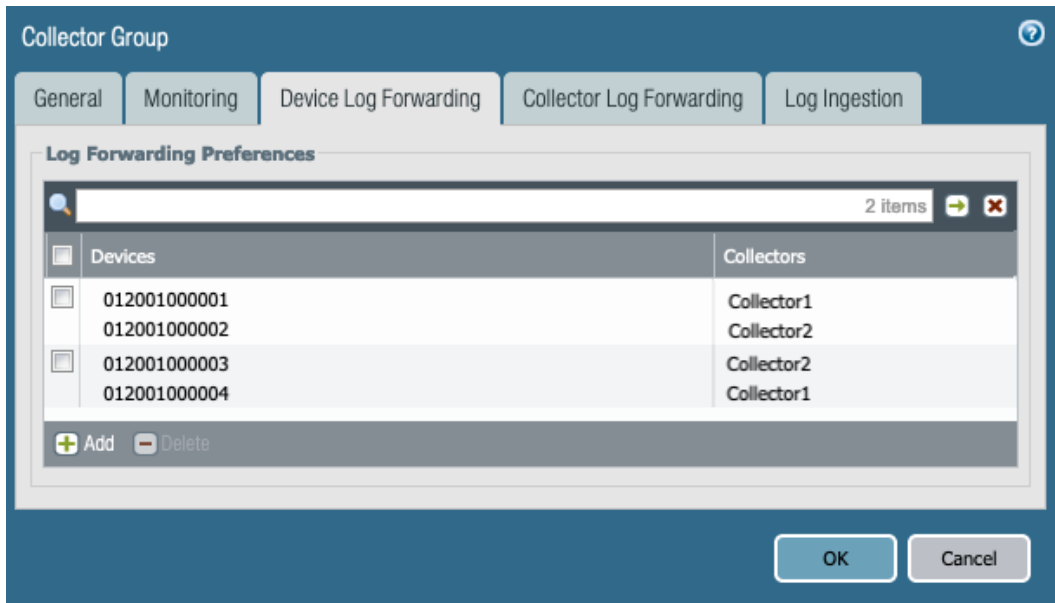 Collector Group
General Monitoring Device Log Forwarding Collector Log Forwarding Log Ingestion
Log Forwarding Preferences
2 items
Devices Collectors
012001000001 Collector1
012001000002 Collector2
012001000003 Collector2
012001000004 Collector1
Add Delete
OK Cancel